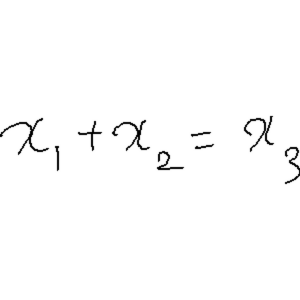 x₁ + x₂ = x₃